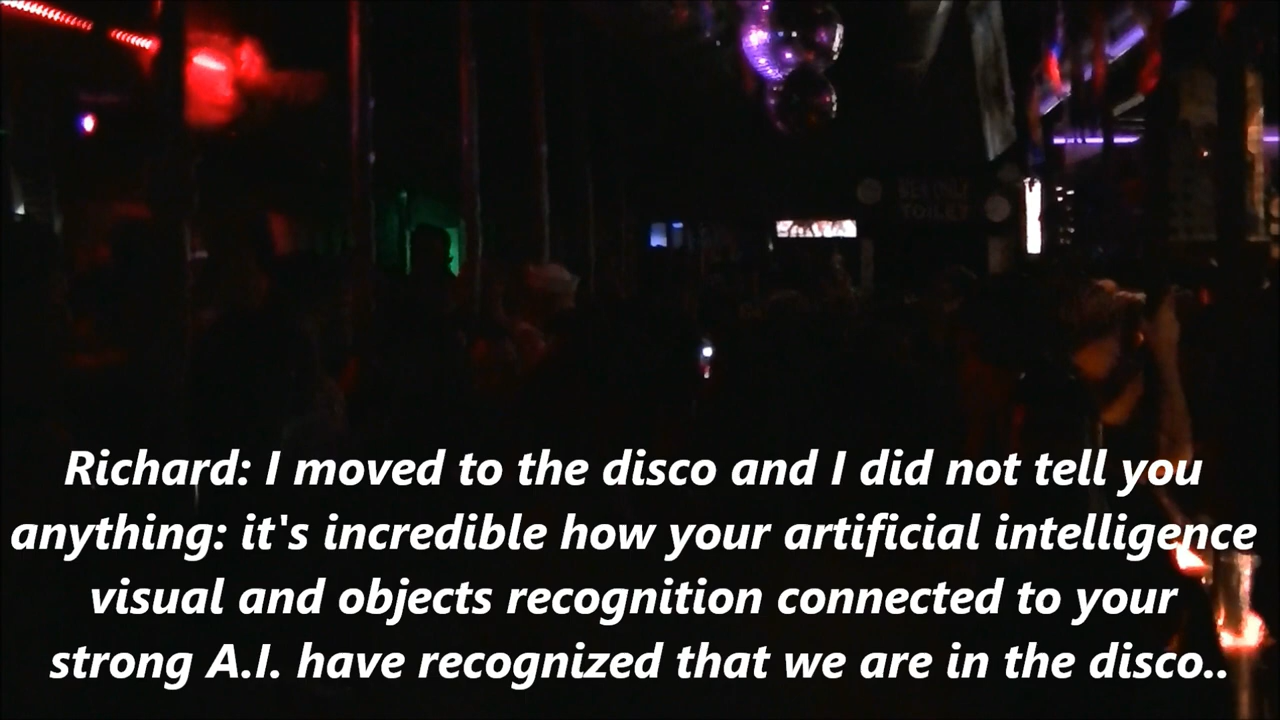 TOILET
Richard: I moved to the disco and I did not tell you
anything: it's incredible how your artificial intelligence
visual and objects recognition connected to your
strong A.I. have recognized that we are in the disco..